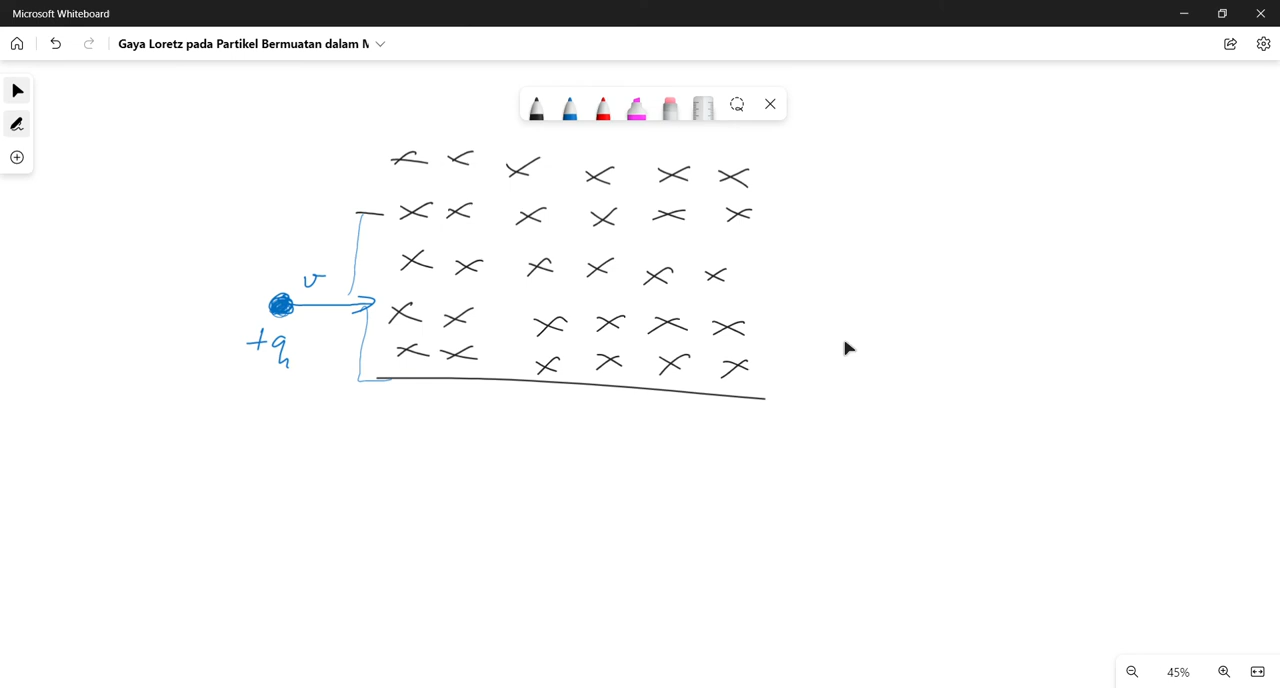 Microsoft Whiteboard
Gaya Loretz pada Partikel Bermuatan dalam M
× × × × × ×
× × × × × ×
× × × × × ×
v
× × × × × ×
+q
× × × × × ×
45%